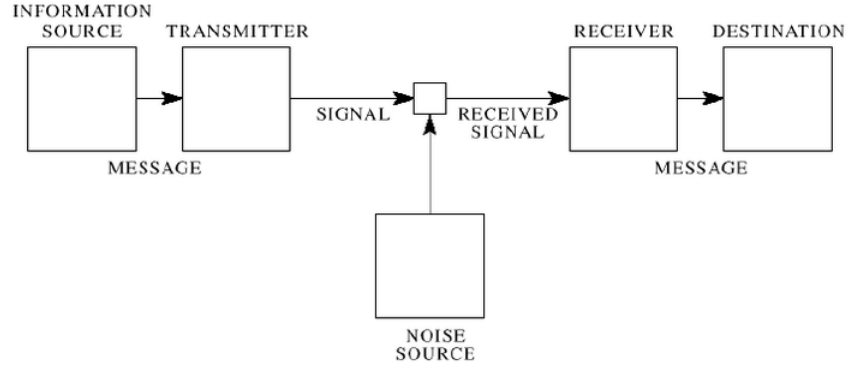 INFORMATION
SOURCE
TRANSMITTER
RECEIVER
DESTINATION
SIGNAL
RECEIVED
SIGNAL
MESSAGE
MESSAGE
NOISE
SOURCE